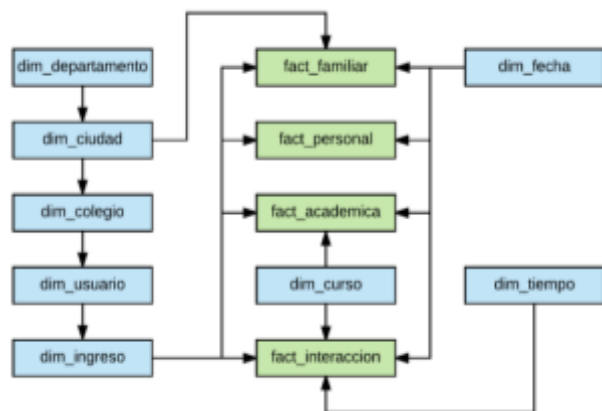 dim_departamento
fact_familiar
dim_fecha
dim_ciudad
fact_personal
dim_colegio
fact_academica
dim_usuario
dim_curso
dim_tiempo
dim_ingreso
fact_interaccion